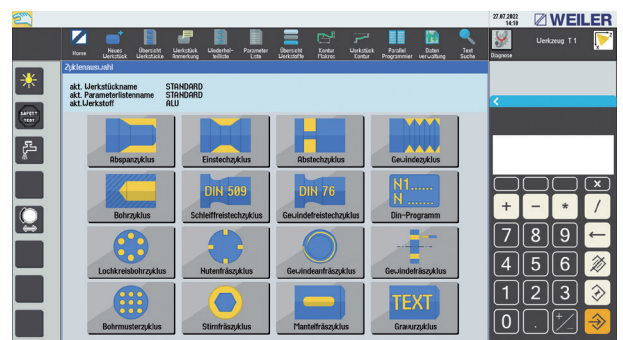 27.07.2022
14:10
WEILER
Home
Neues Werkstück
Übersicht Werkstücke
Werkstück Anmerkung
Wiederhol- teilliste
Parameter Liste
Übersicht Werkstoffe
Kontur Makros
Werkstück Kontur
Parallel Programmier
Daten verwaltung
Text Suche
Diagnose
Werkzeug T 1
Zyklenauswahl
akt. Werkstückname STANDARD
akt. Parameterlistenname STANDARD
akt.Werkstoff ALU
SAFETY TEST
Abspanzyklus
Einstechzyklus
Abstechzyklus
Gewindezyklus
DIN 509
DIN 76
N1......
N ......
Bohrzyklus
Schleiffreistechzyklus
Gewindefreistechzyklus
Din-Programm
Lochkreisbohrzyklus
Nutenfräszyklus
Gewindeanfräszyklus
Gewindefräszyklus
TEXT
Bohrmusterzyklus
Stirnfräszyklus
Mantelfräszyklus
Gravurzyklus
+ - * /
7 8 9
4 5 6
1 2 3
0 . +/-